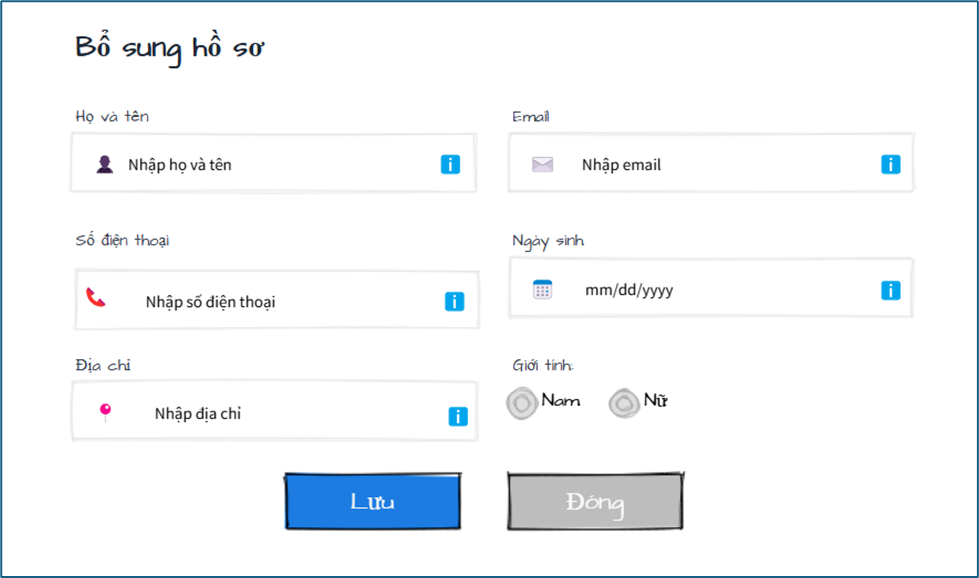 Bổ sung hồ sơ
Họ và tên
Email
Nhập họ và tên
Nhập email
Số điện thoại
Ngày sinh
Nhập số điện thoại
mm/dd/yyyy
Địa chỉ
Giới tính:
Nhập địa chỉ
Nam
Nữ
Lưu
Đóng